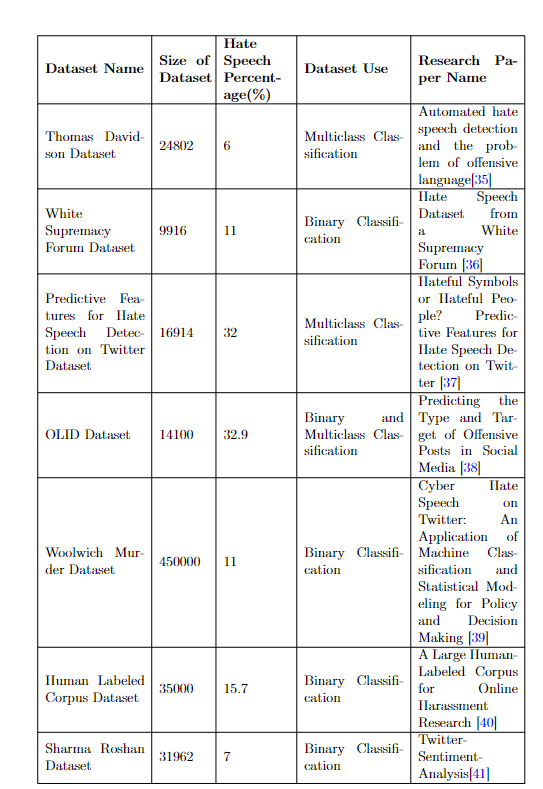 Dataset Name
Size of
Dataset
Hate
Speech
Percent-
age(%)
Dataset Use
Research Pa-
per Name
Thomas David-
son Dataset
24802
6
Multiclass Clas-
sification
Automated hate
speech detection
and the prob-
lem of offensive
language[35]
White
Supremacy
Forum Dataset
9916
11
Binary Classifi-
cation
Hate Speech
Dataset from
a White
Supremacy
Forum [36]
Predictive Fea-
tures for Hate
Speech Detec-
tion on Twitter
Dataset
16914
32
Multiclass Clas-
sification
Hateful Symbols
or Hateful Peo-
ple? Predic-
tive Features for
Hate Speech De-
tection on Twit-
ter [37]
OLID Dataset
14100
32.9
Binary and
Multiclass Clas-
sification
Predicting the
Type and Tar-
get of Offensive
Posts in Social
Media [38]
Woolwich Mur-
der Dataset
450000
11
Binary Classifi-
cation
Cyber Hate
Speech on
Twitter: An
Application of
Machine Clas-
sification and
Statistical Mod-
eling for Policy
and Decision
Making [39]
Human Labeled
Corpus Dataset
35000
15.7
Binary Classifi-
cation
A Large Human-
Labeled Corpus
for Online
Harassment
Research [40]
Sharma Roshan
Dataset
31962
7
Binary Classifi-
cation
Twitter-
Sentiment-
Analysis[41]